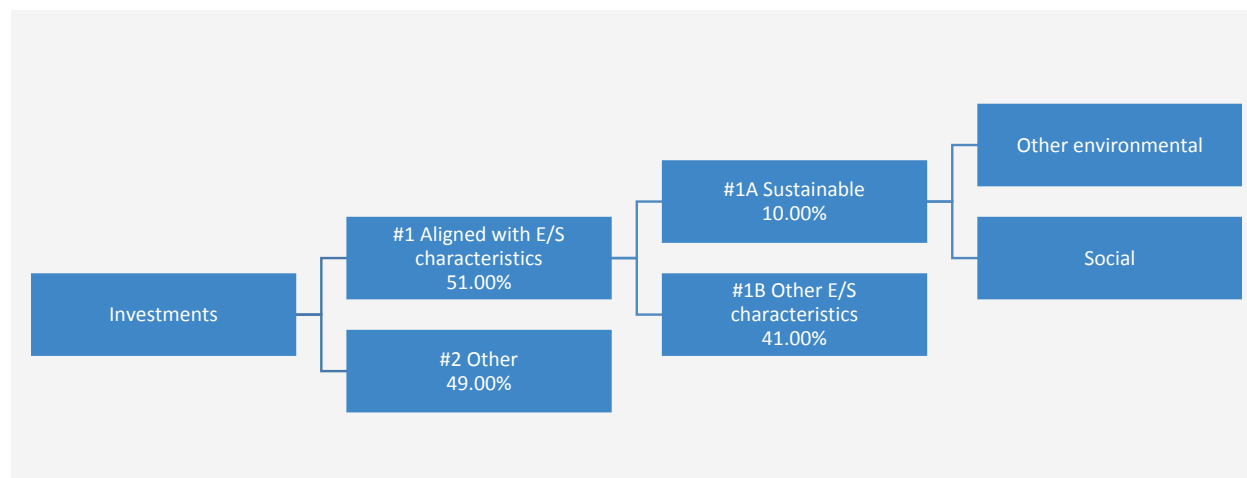 Investments
#1 Aligned with E/S
characteristics
51.00%
#2 Other
49.00%
#1A Sustainable
10.00%
#1B Other E/S
characteristics
41.00%
Other environmental
Social